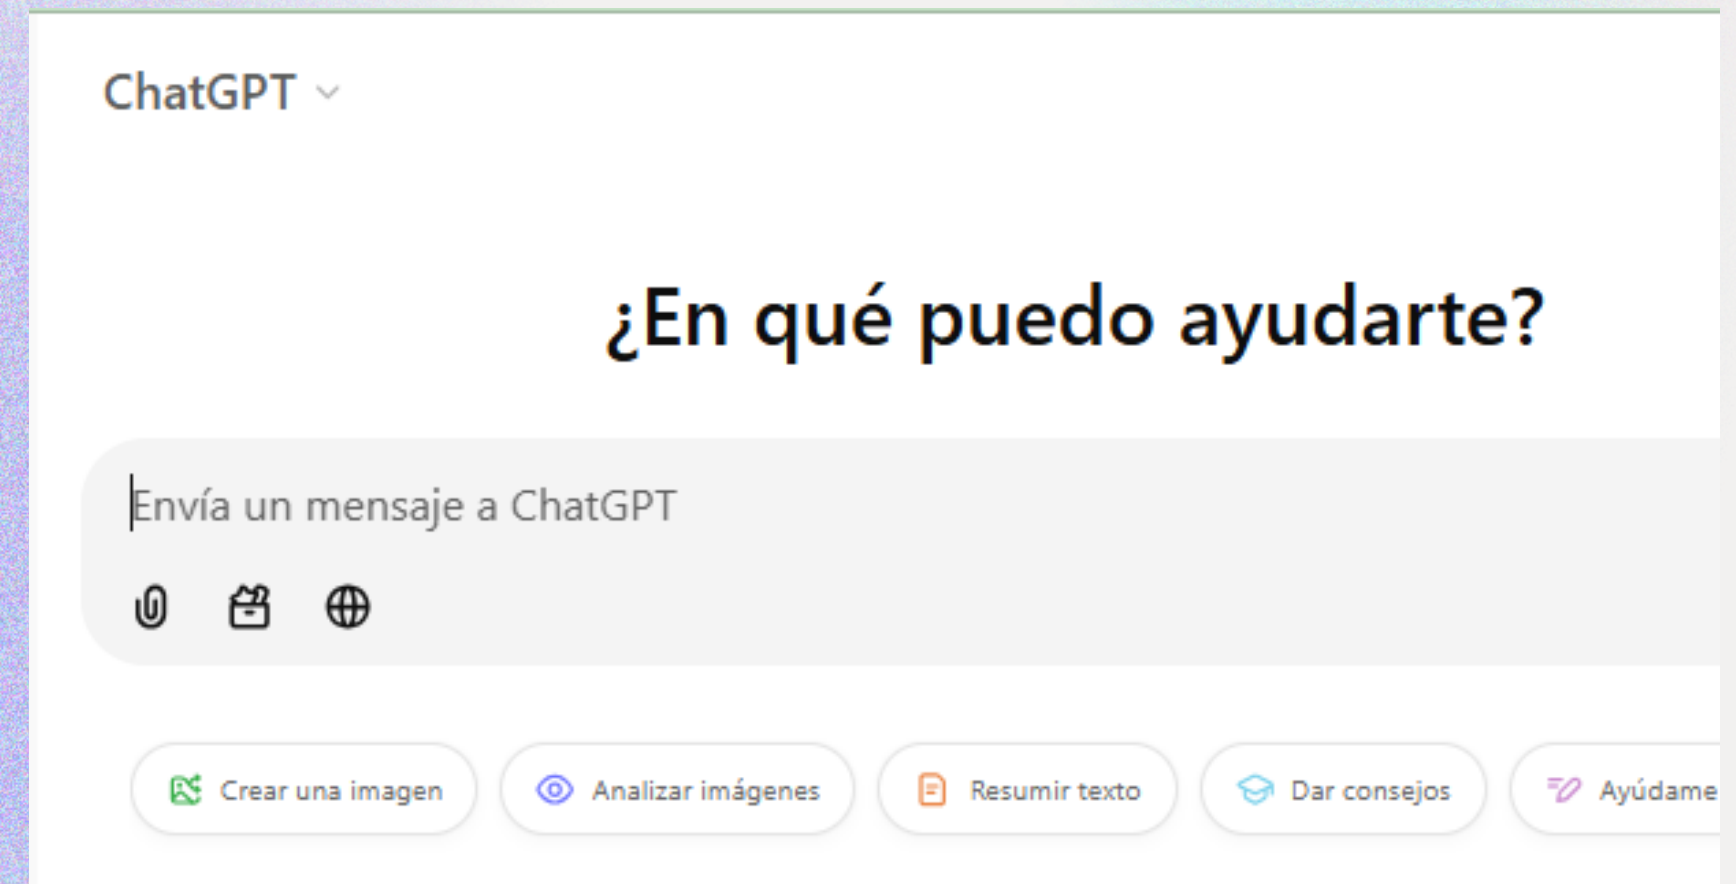 ChatGPT
¿En qué puedo ayudarte?
Envía un mensaje a ChatGPT
Crear una imagen
Analizar imágenes
Resumir texto
Dar consejos
Ayúdame